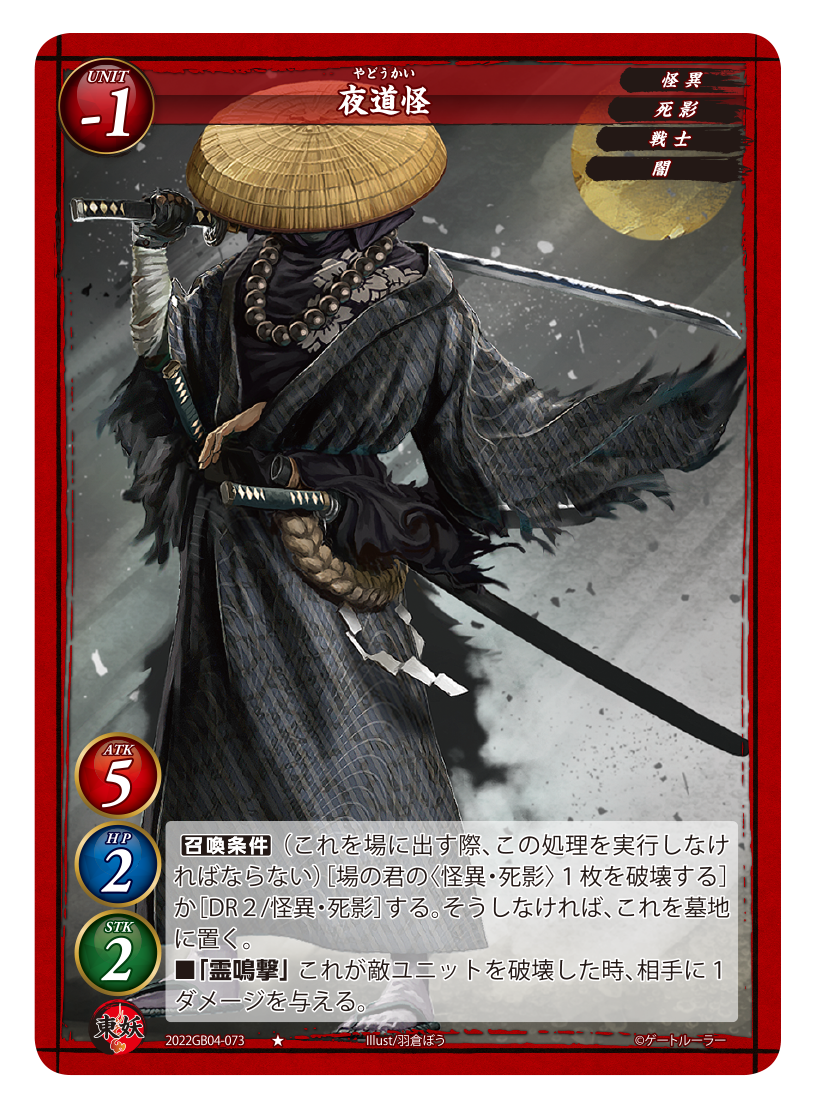 UNIT
-1
やどうかい
夜道怪
怪異
死影
戦士
闇
ATK
5
HP
2
STK
2
召喚条件（これを場に出す際、この処理を実行しなけ
ればならない）［場の君の〈怪異・死影〉１枚を破壊する］
か［DR２/怪異・死影］する。そうしなければ、これを墓地
に置く。
■「霊鳴撃」これが敵ユニットを破壊した時、相手に１
ダメージを与える。
東妖
2022GB04-073 ★ Illust/羽倉ぼう ©ゲートルーラー